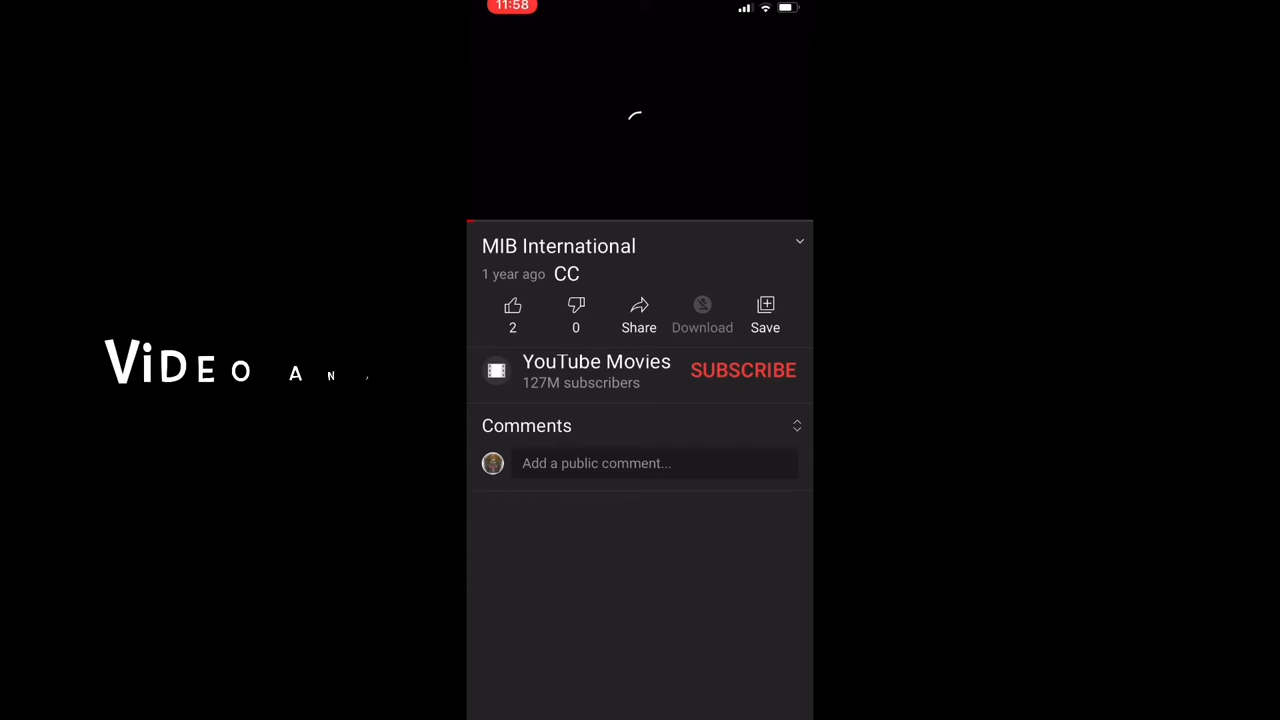 11:58
MIB International
1 year ago CC
2 0 Share Download Save
YouTube Movies
127M subscribers
SUBSCRIBE
ViDEO AN
Comments
Add a public comment...